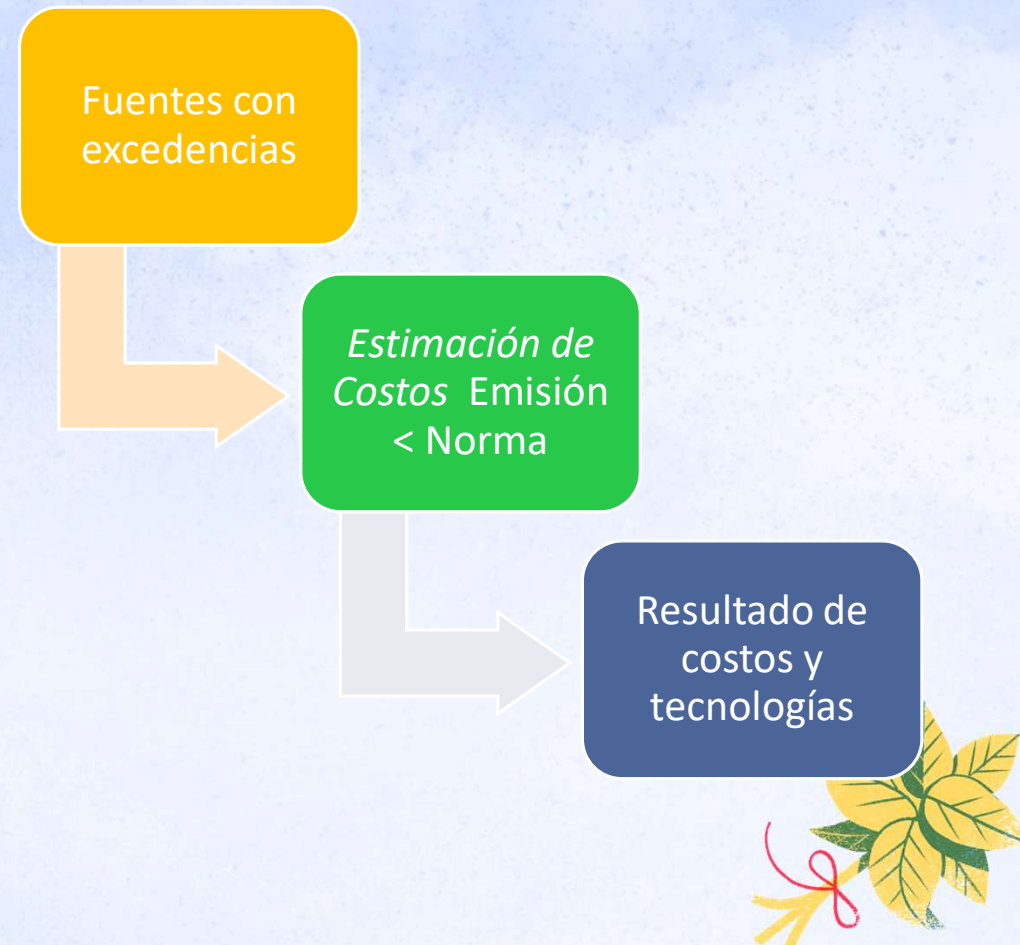 Fuentes con
excedencias
Estimación de
Costos Emisión
< Norma
Resultado de
costos y
tecnologías